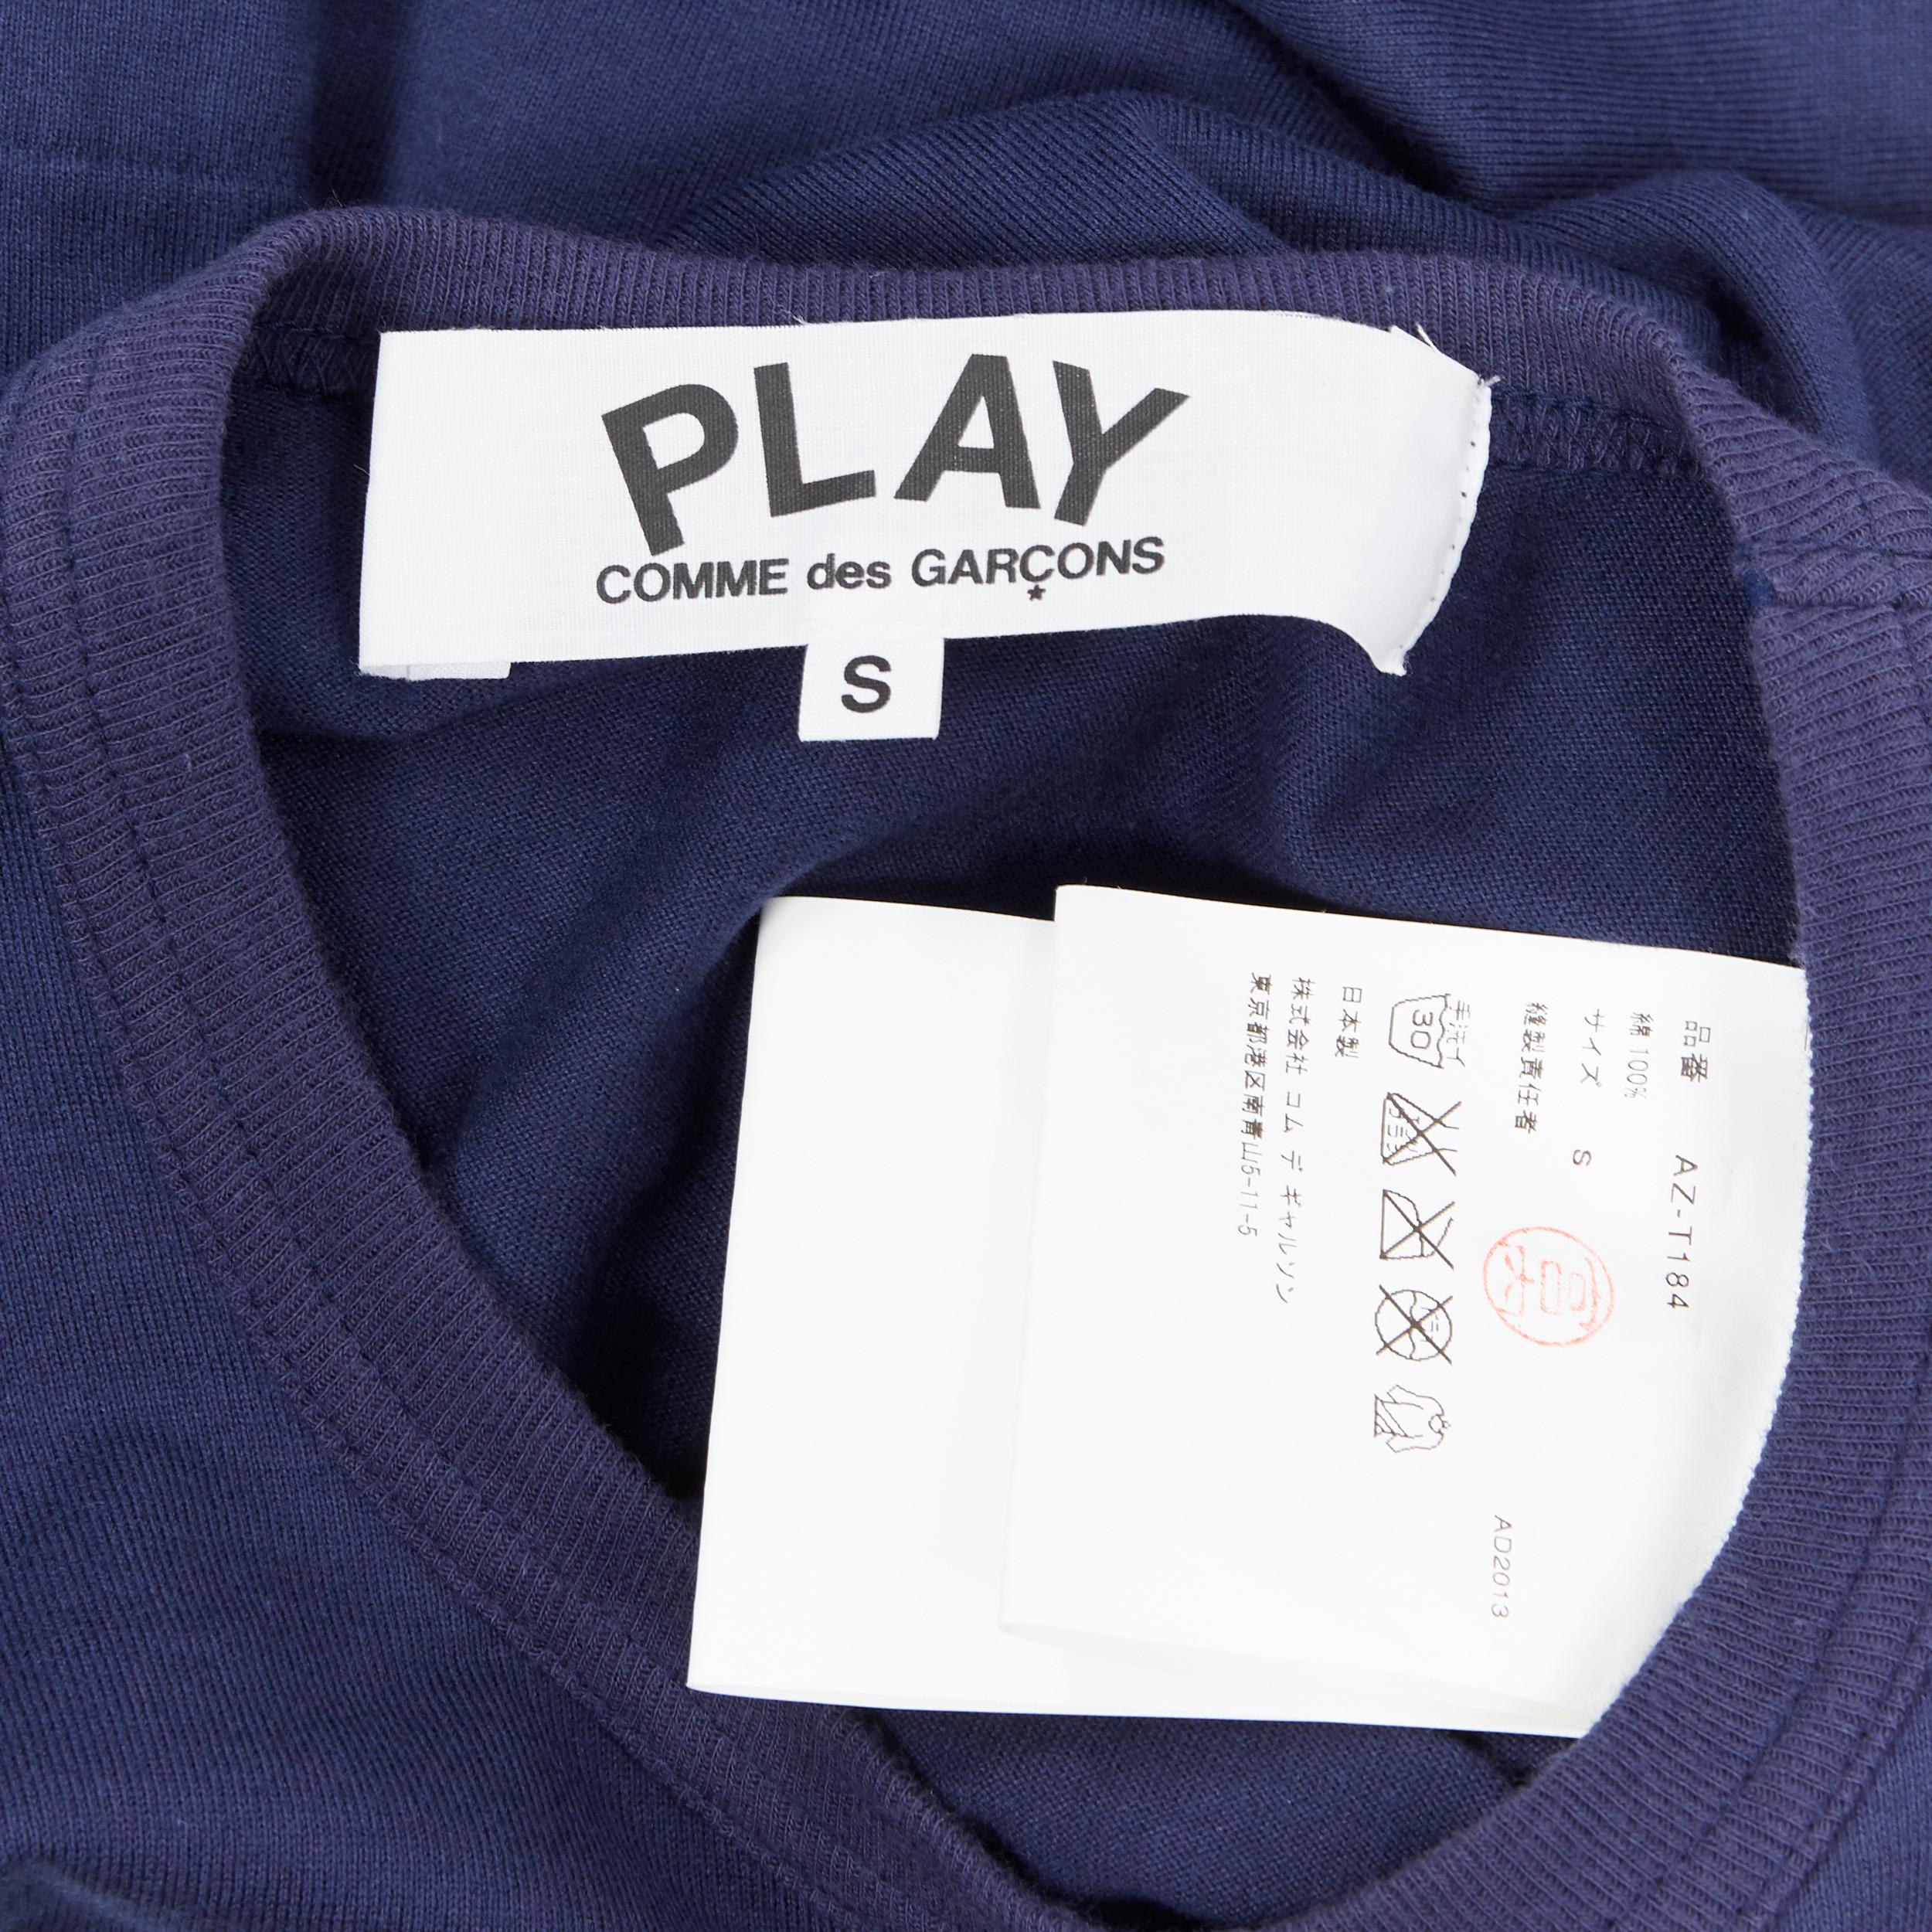 PLAY
COMME des GARÇONS
S
品番 AZ-T184
綿 100%
サイズ S
縫製責任者
AD2013
手洗イ
30
日本製
株式会社 コム デ ギャルソン
東京都港区南青山5-11-5